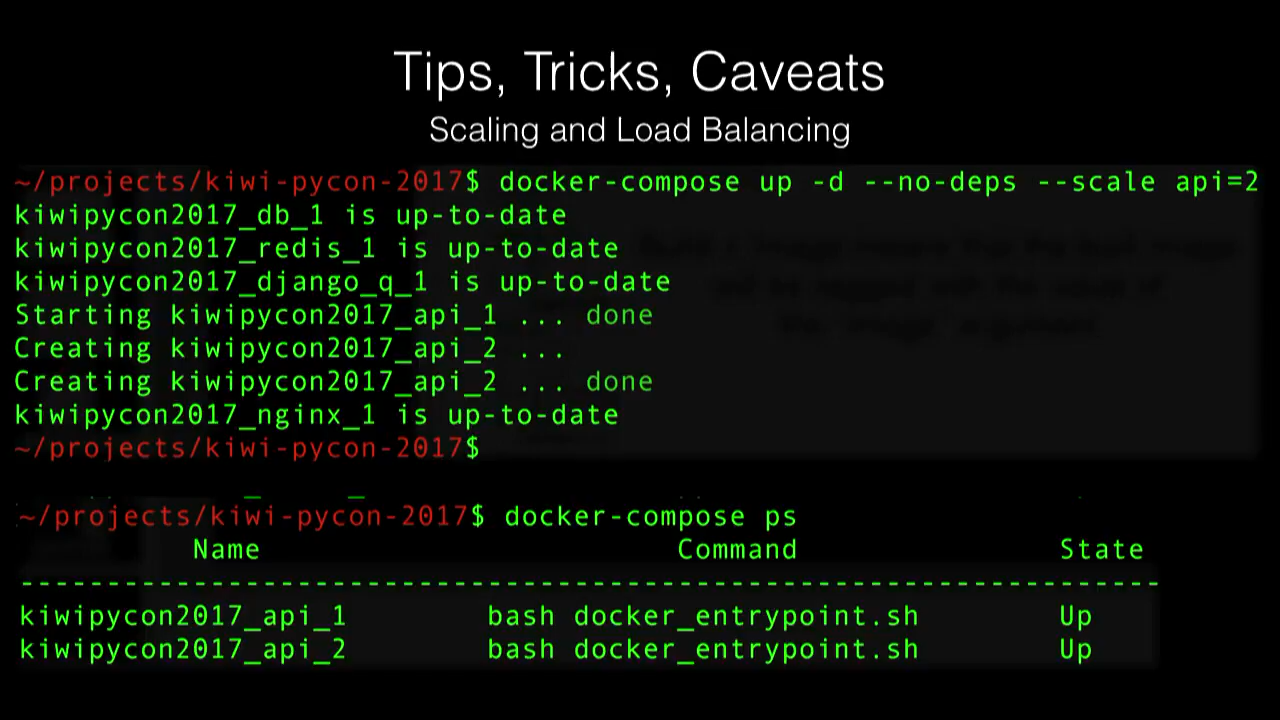 Tips, Tricks, Caveats
Scaling and Load Balancing
~/projects/kiwi-pycon-2017$ docker-compose up -d --no-deps --scale api=2
kiwipycon2017_db_1 is up-to-date
kiwipycon2017_redis_1 is up-to-date
kiwipycon2017_django_q_1 is up-to-date
Starting kiwipycon2017_api_1 ... done
Creating kiwipycon2017_api_2 ...
Creating kiwipycon2017_api_2 ... done
kiwipycon2017_nginx_1 is up-to-date
~/projects/kiwi-pycon-2017$
~/projects/kiwi-pycon-2017$ docker-compose ps
Name Command State
------------------------------------------------------------------
kiwipycon2017_api_1 bash docker_entrypoint.sh Up
kiwipycon2017_api_2 bash docker_entrypoint.sh Up